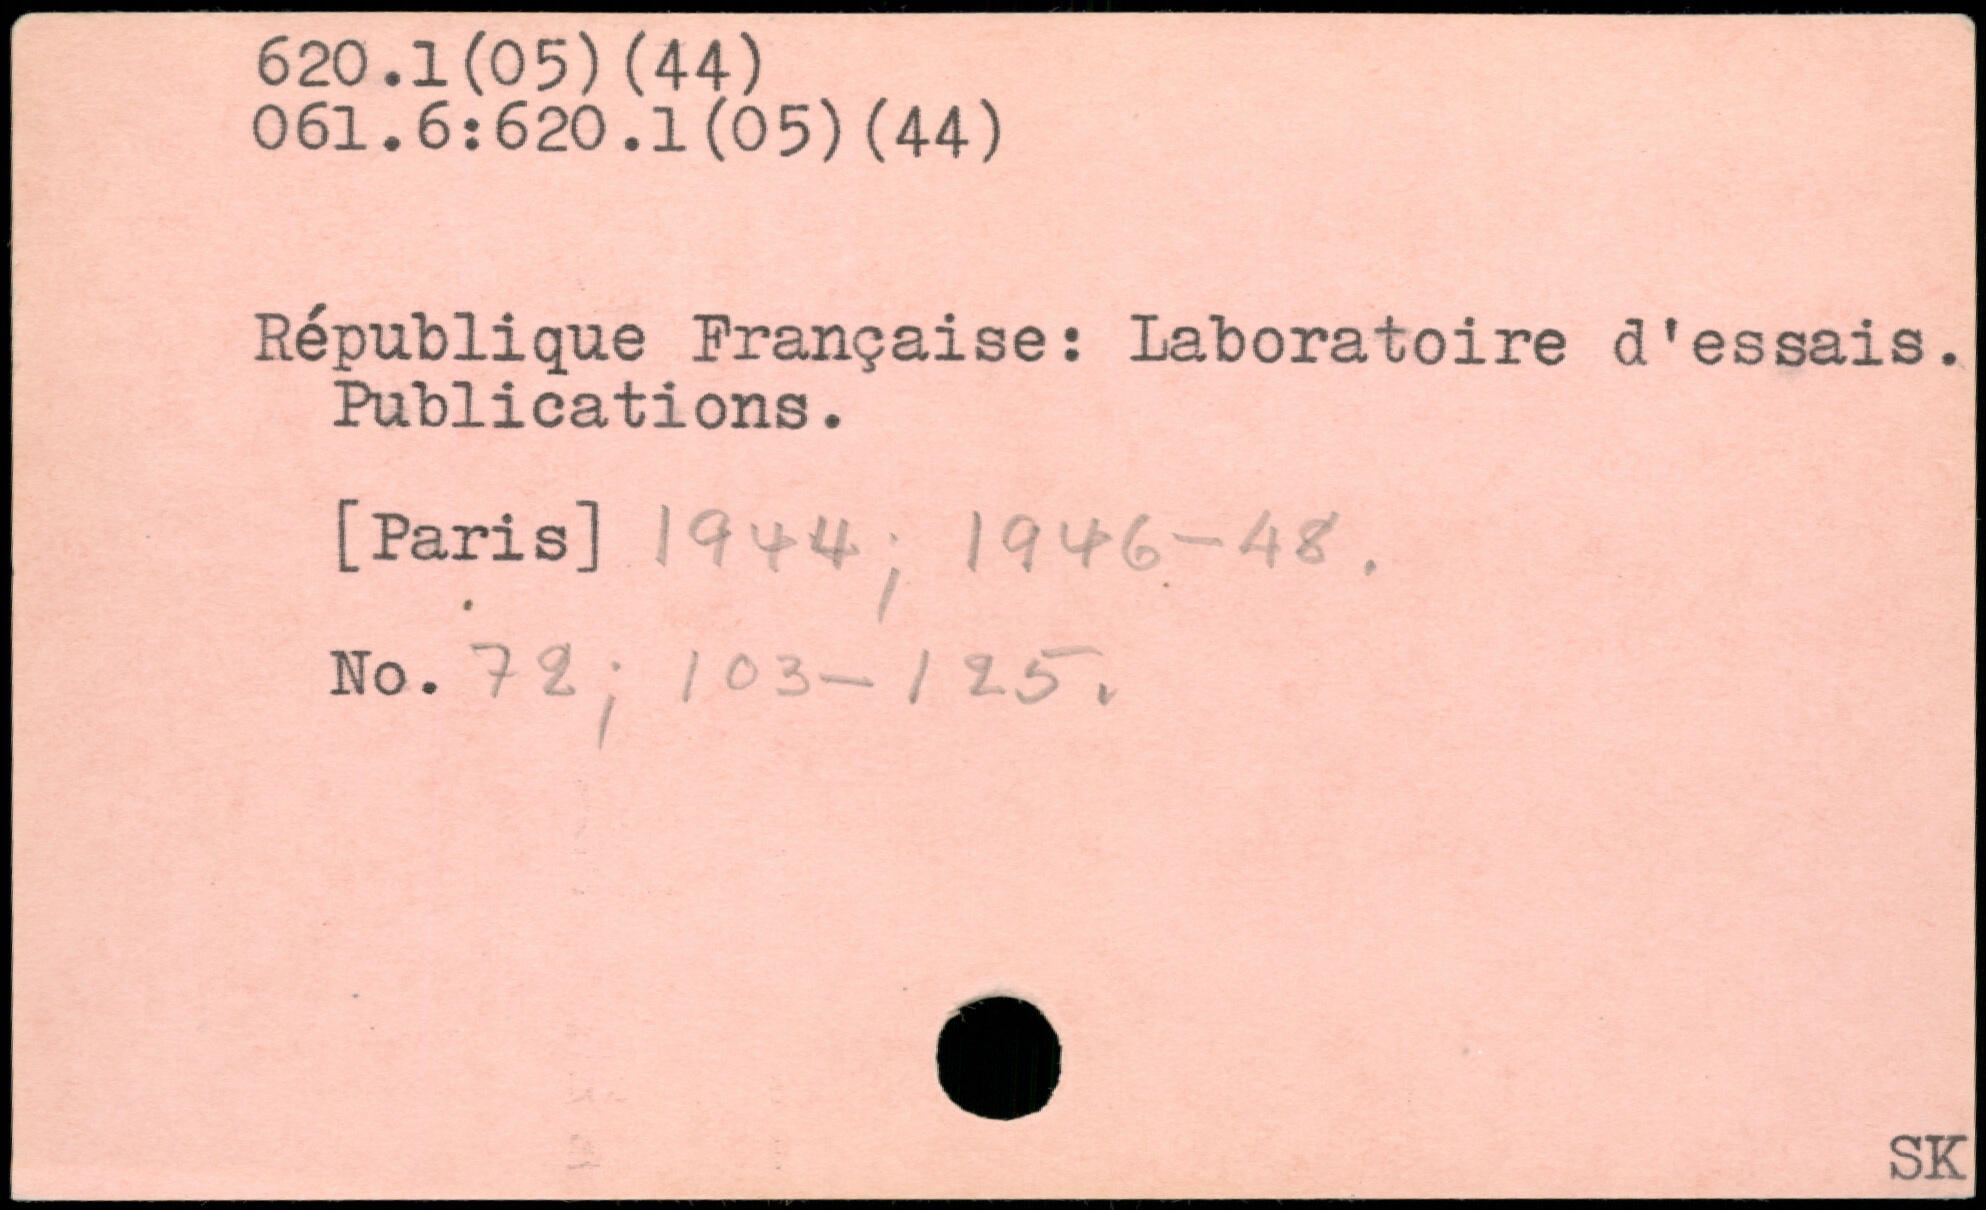 620.1(05)(44)
061.6:620.1(05)(44)
République Française: Laboratoire d'essais.
Publications.
[Paris] 1944; 1946-48.
No. 72; 103-125.
SK